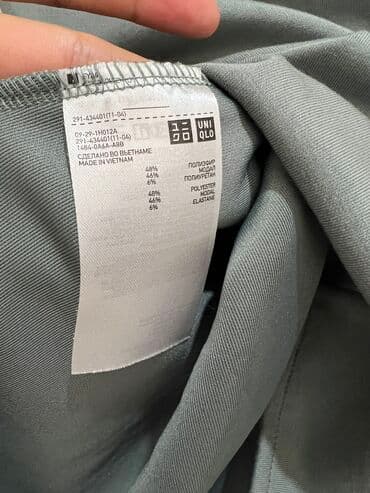 291-434401(11-04)
09-29-1H012A
291-434401(11-04)
1464-0A6A-ABB
UNI
QLO
СДЕЛАНО ВО ВЬЕТНАМЕ
MADE IN VIETNAM
48% ПОЛИЭФИР
46% МОДАЛ
6% ПОЛИУРЕТАН
48% POLYESTER
46% MODAL
6% ELASTANE